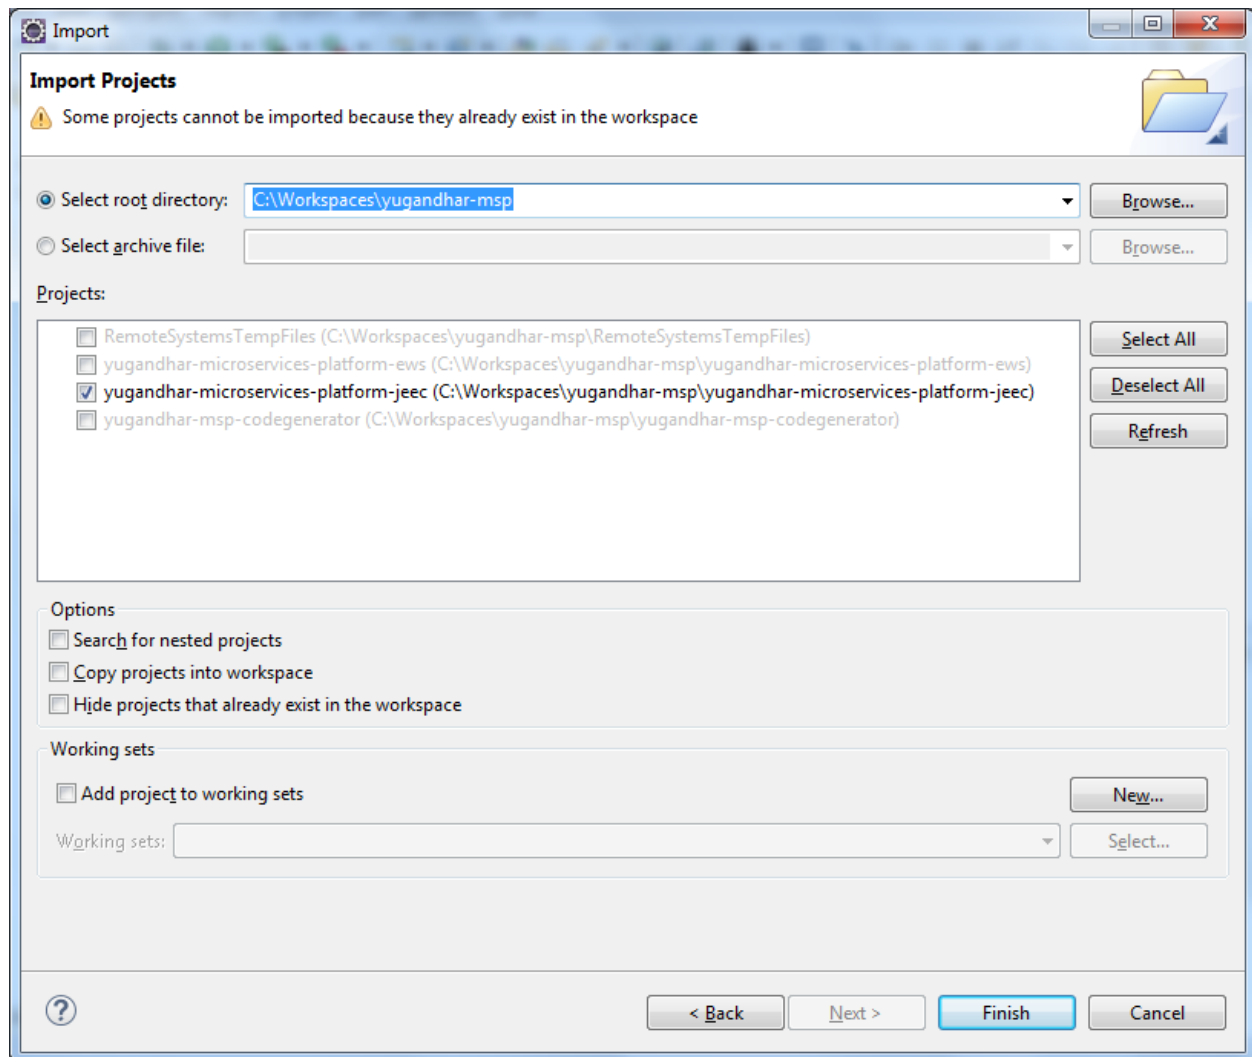 Import
Import Projects
Some projects cannot be imported because they already exist in the workspace
Select root directory: C:\Workspaces\yugandhar-msp Browse...
Select archive file: Browse...
Projects:
RemoteSystemsTempFiles (C:\Workspaces\yugandhar-msp\RemoteSystemsTempFiles)
Select All
yugandhar-microservices-platform-ews (C:\Workspaces\yugandhar-msp\yugandhar-microservices-platform-ews)
yugandhar-microservices-platform-jeec (C:\Workspaces\yugandhar-msp\yugandhar-microservices-platform-jeec)
Deselect All
yugandhar-msp-codegenerator (C:\Workspaces\yugandhar-msp\yugandhar-msp-codegenerator)
Refresh
Options
Search for nested projects
Copy projects into workspace
Hide projects that already exist in the workspace
Working sets
Add project to working sets New...
Working sets: Select...
? < Back Next > Finish Cancel